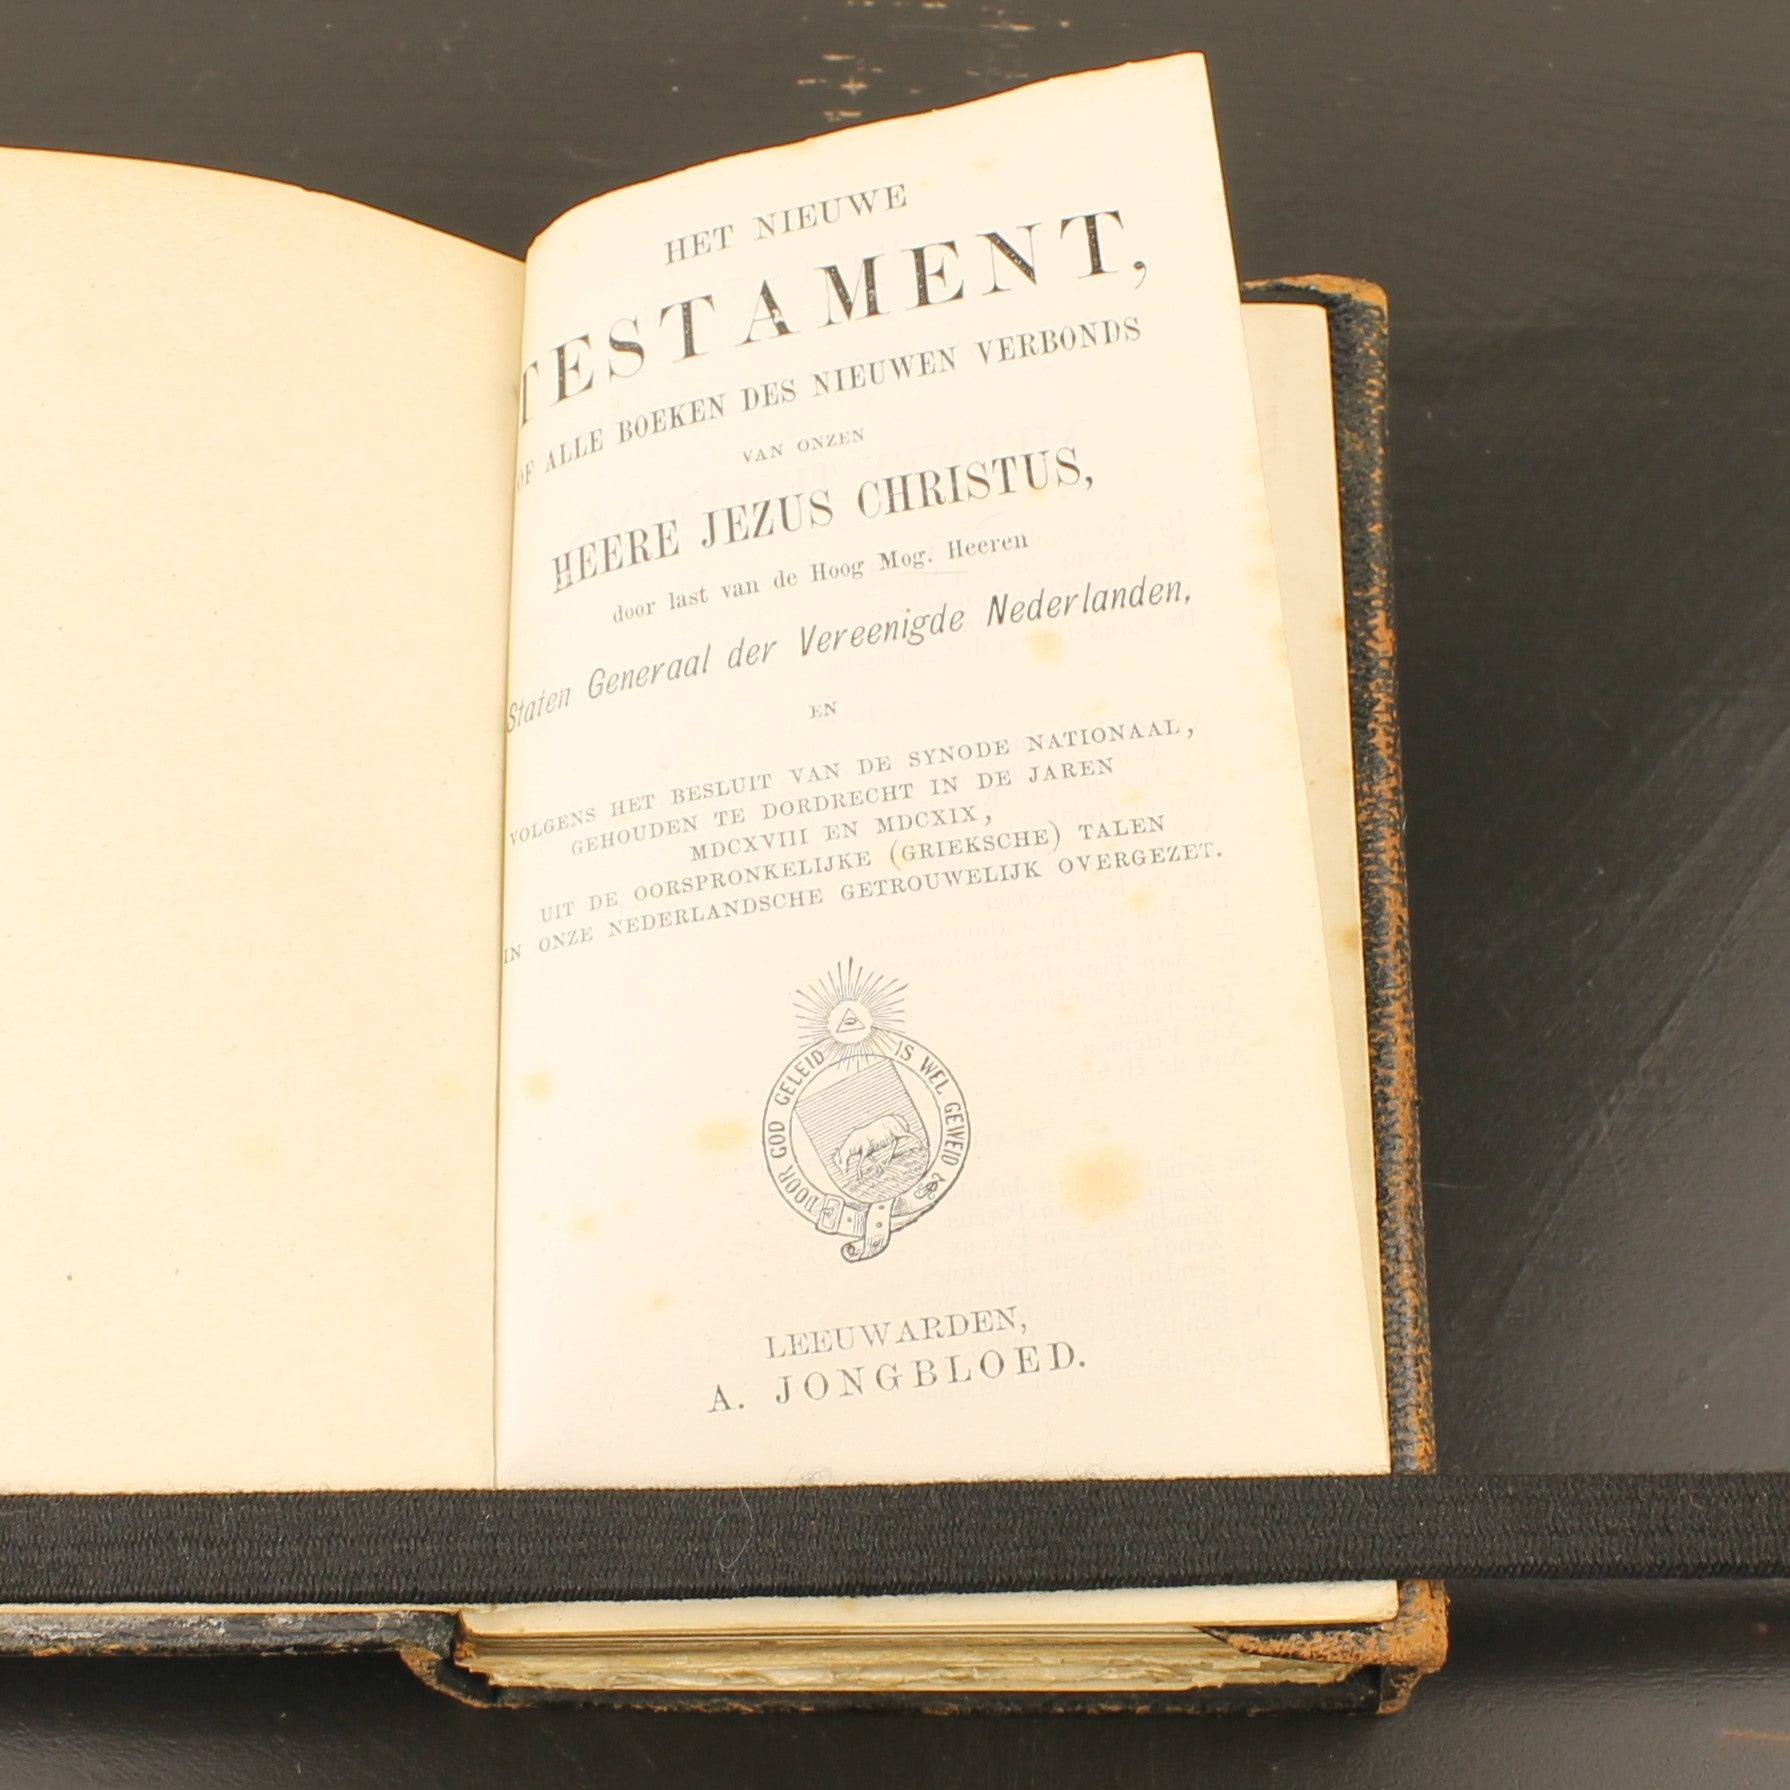 HET NIEUWE
TESTAMENT,
OF ALLE BOEKEN DES NIEUWEN VERBONDS
VAN ONZEN
HEERE JEZUS CHRISTUS,
door last van de Hoog Mog. Heeren
Staten Generaal der Vereenigde Nederlanden,
EN
VOLGENS HET BESLUIT VAN DE SYNODE NATIONAAL,
GEHOUDEN TE DORDRECHT IN DE JAREN
MDCXVIII EN MDCXIX,
UIT DE OORSPRONKELIJKE (GRIEKSCHE) TALEN
IN ONZE NEDERLANDSCHE GETROUWELIJK OVERGEZET.
DOOR GOD GELEID IS WEL GEWEID
LEEUWARDEN,
A. JONGBLOED.